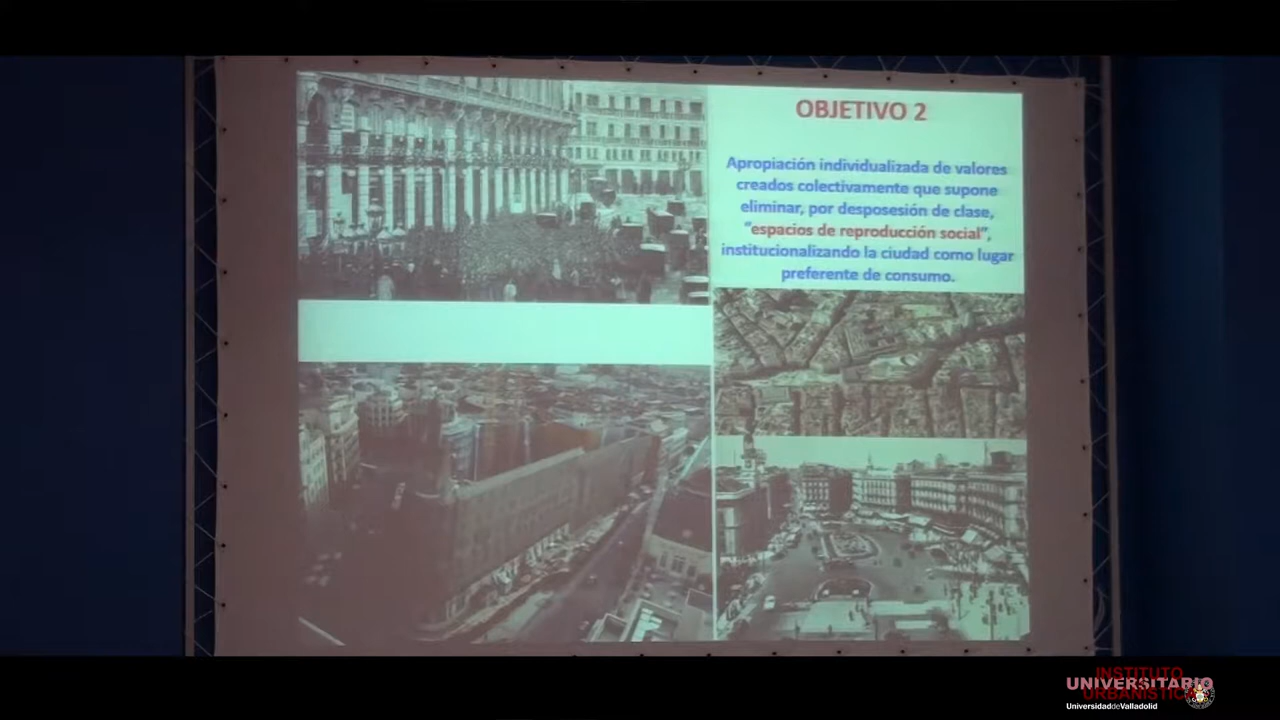 OBJETIVO 2
Apropiación individualizada de valores
creados colectivamente que supone
eliminar, por desposesión de clase,
“espacios de reproducción social”,
institucionalizando la ciudad como lugar
preferente de consumo.
INSTITUTO
UNIVERSITARIO
URBANÍSTICA
UniversidaddeValladolid